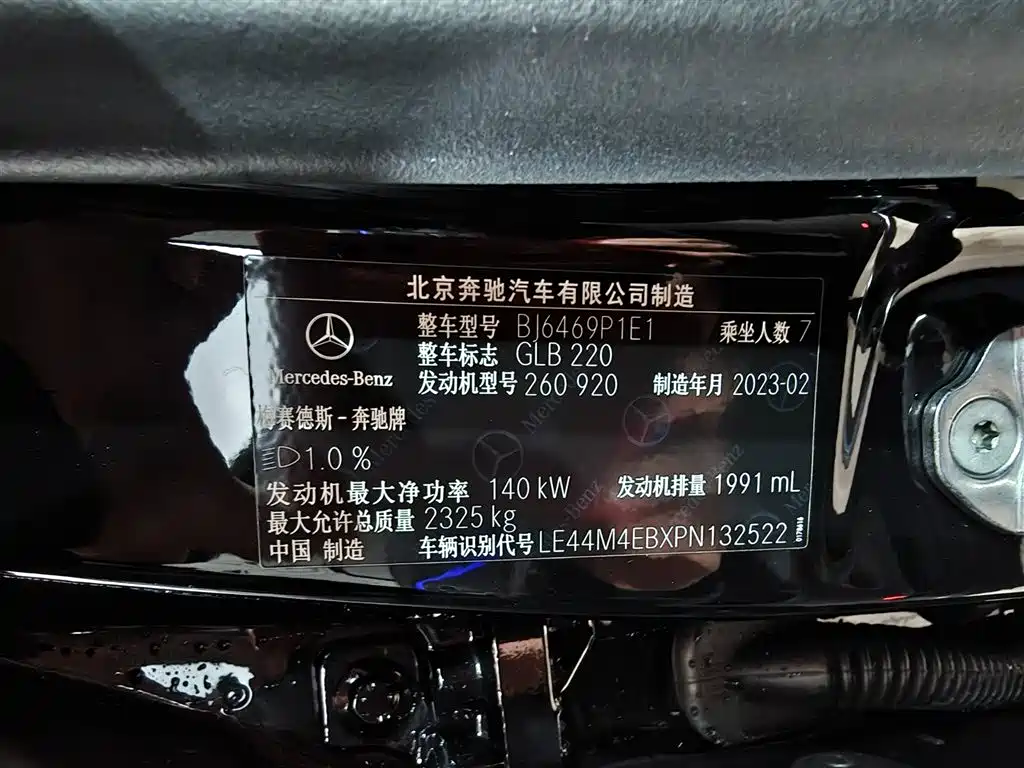 北京奔驰汽车有限公司制造
整车型号 BJ6469P1E1 乘坐人数 7
整车标志 GLB 220
Mercedes-Benz
发动机型号 260 920 制造年月 2023-02
梅赛德斯-奔驰牌
1.0 %
发动机最大净功率 140 kW 发动机排量 1991 mL
最大允许总质量 2325 kg
中国 制造 车辆识别代号 LE44M4EBXPN132522